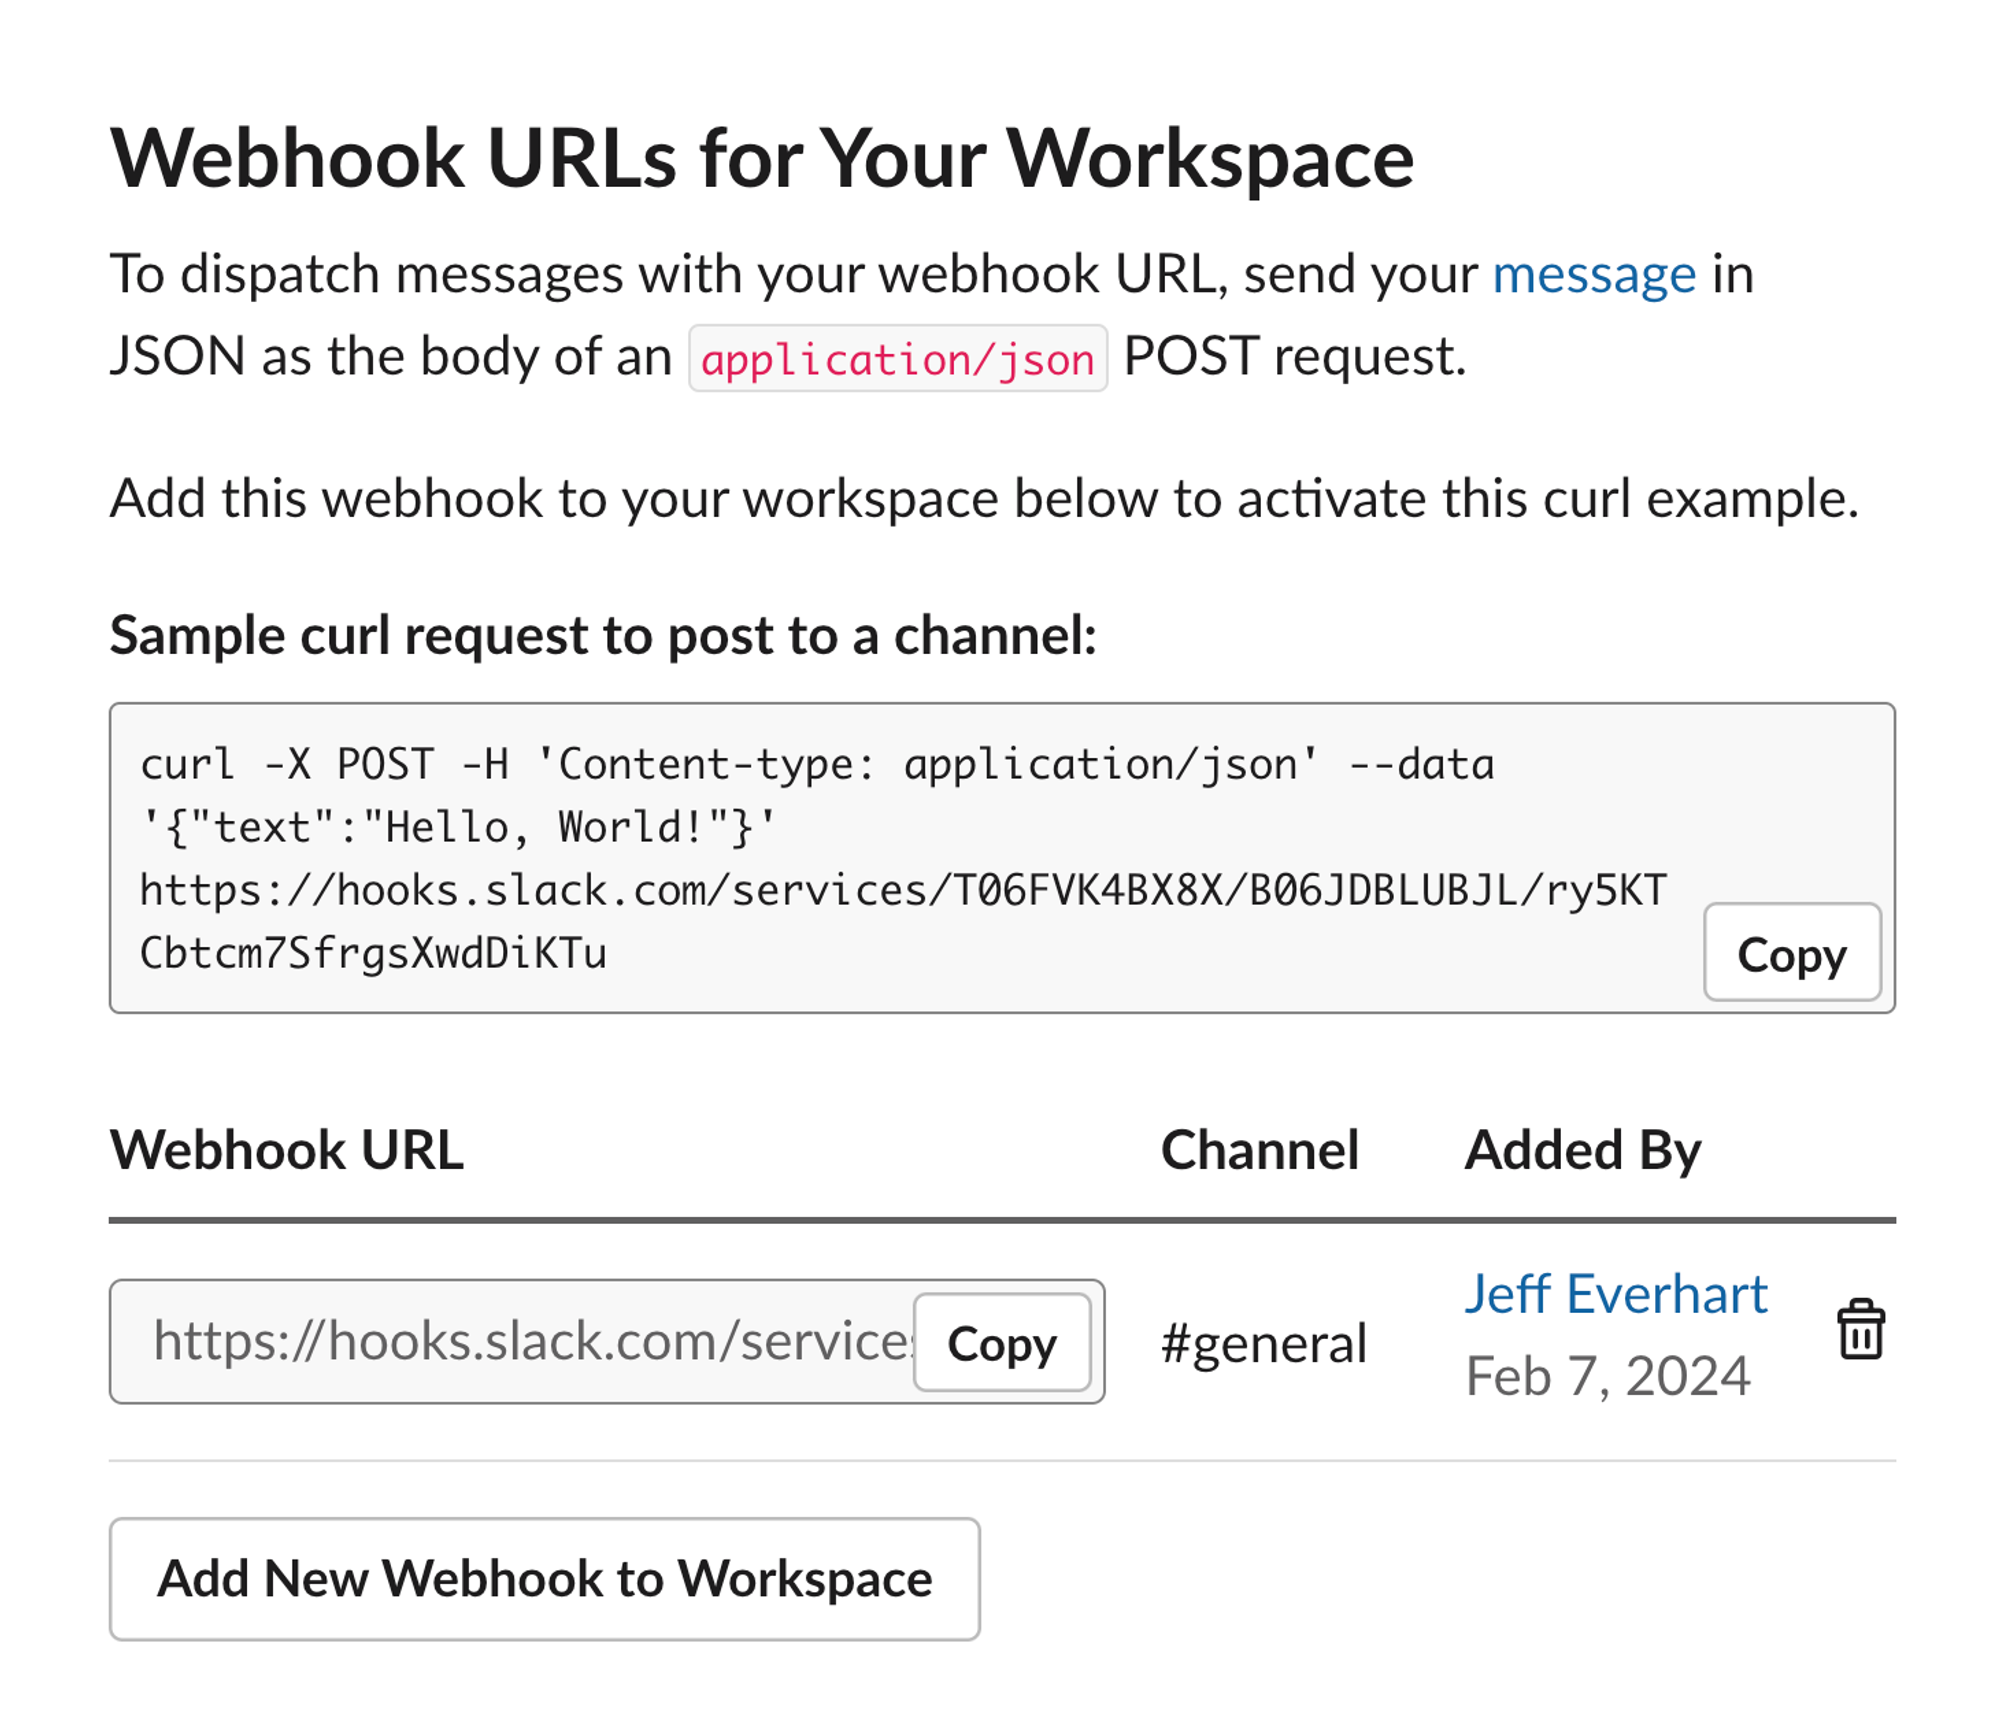 Webhook URLs for Your Workspace
To dispatch messages with your webhook URL, send your message in
JSON as the body of an application/json POST request.
Add this webhook to your workspace below to activate this curl example.
Sample curl request to post to a channel:
curl -X POST -H 'Content-type: application/json' --data
'{"text":"Hello, World!"}'
https://hooks.slack.com/services/T06FVK4BX8X/B06JDBLUBJL/ry5KT
Cbtcm7SfrgsXwdDiKTu
Copy
Webhook URL Channel Added By
https://hooks.slack.com/services Copy #general Jeff Everhart
Feb 7, 2024
Add New Webhook to Workspace